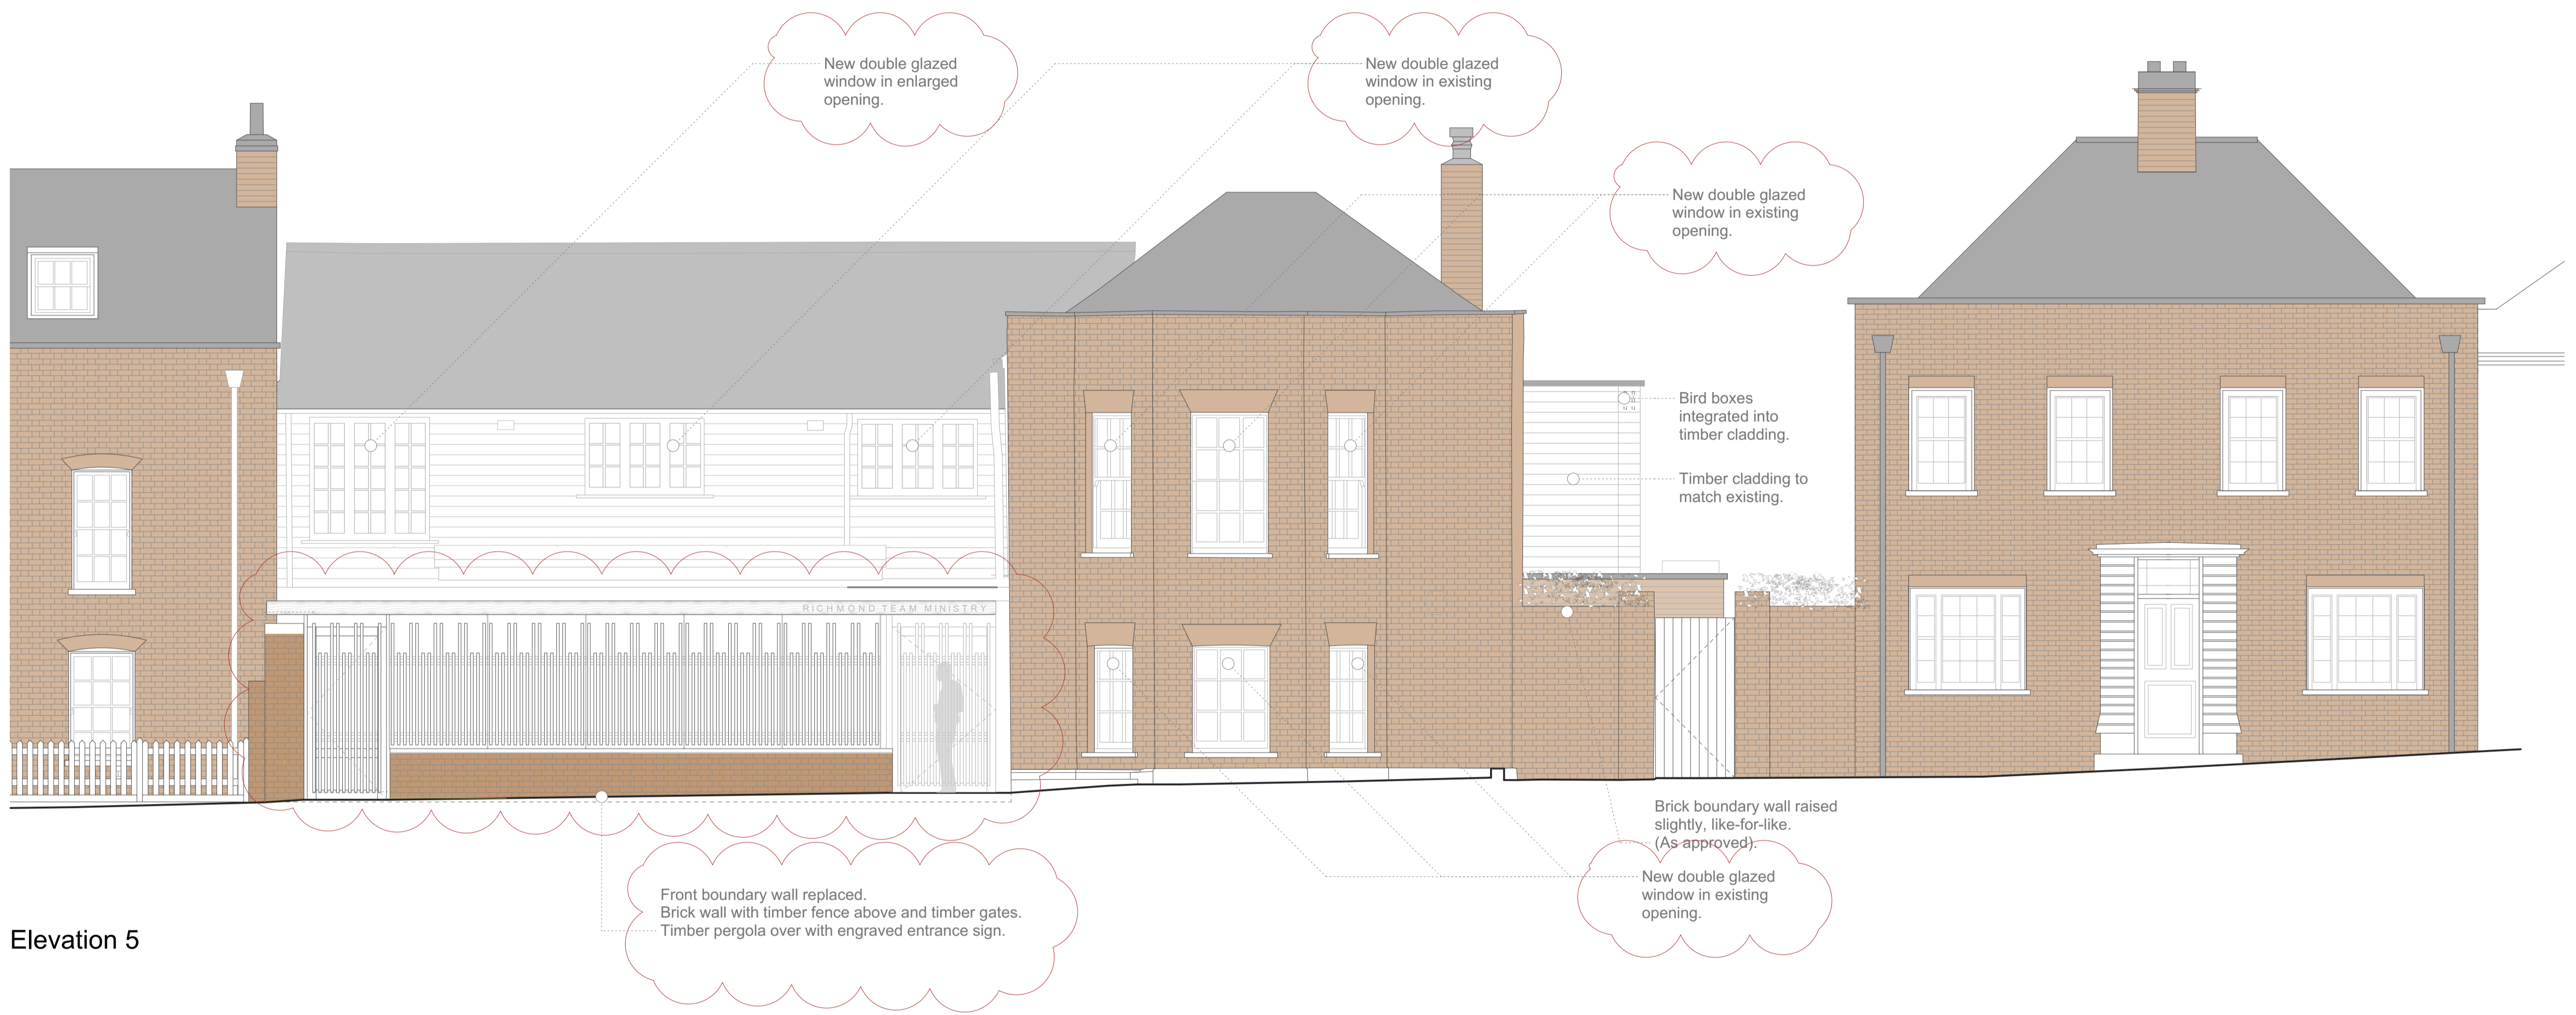 New double glazed
window in enlarged
opening.
New double glazed
window in existing
opening.
New double glazed
window in existing
opening.
Bird boxes
integrated into
timber cladding.
Timber cladding to
match existing.
RICHMOND TEAM MINISTRY
Brick boundary wall raised
slightly, like-for-like.
(As approved).
New double glazed
window in existing
opening.
Front boundary wall replaced.
Brick wall with timber fence above and timber gates.
Timber pergola over with engraved entrance sign.
Elevation 5